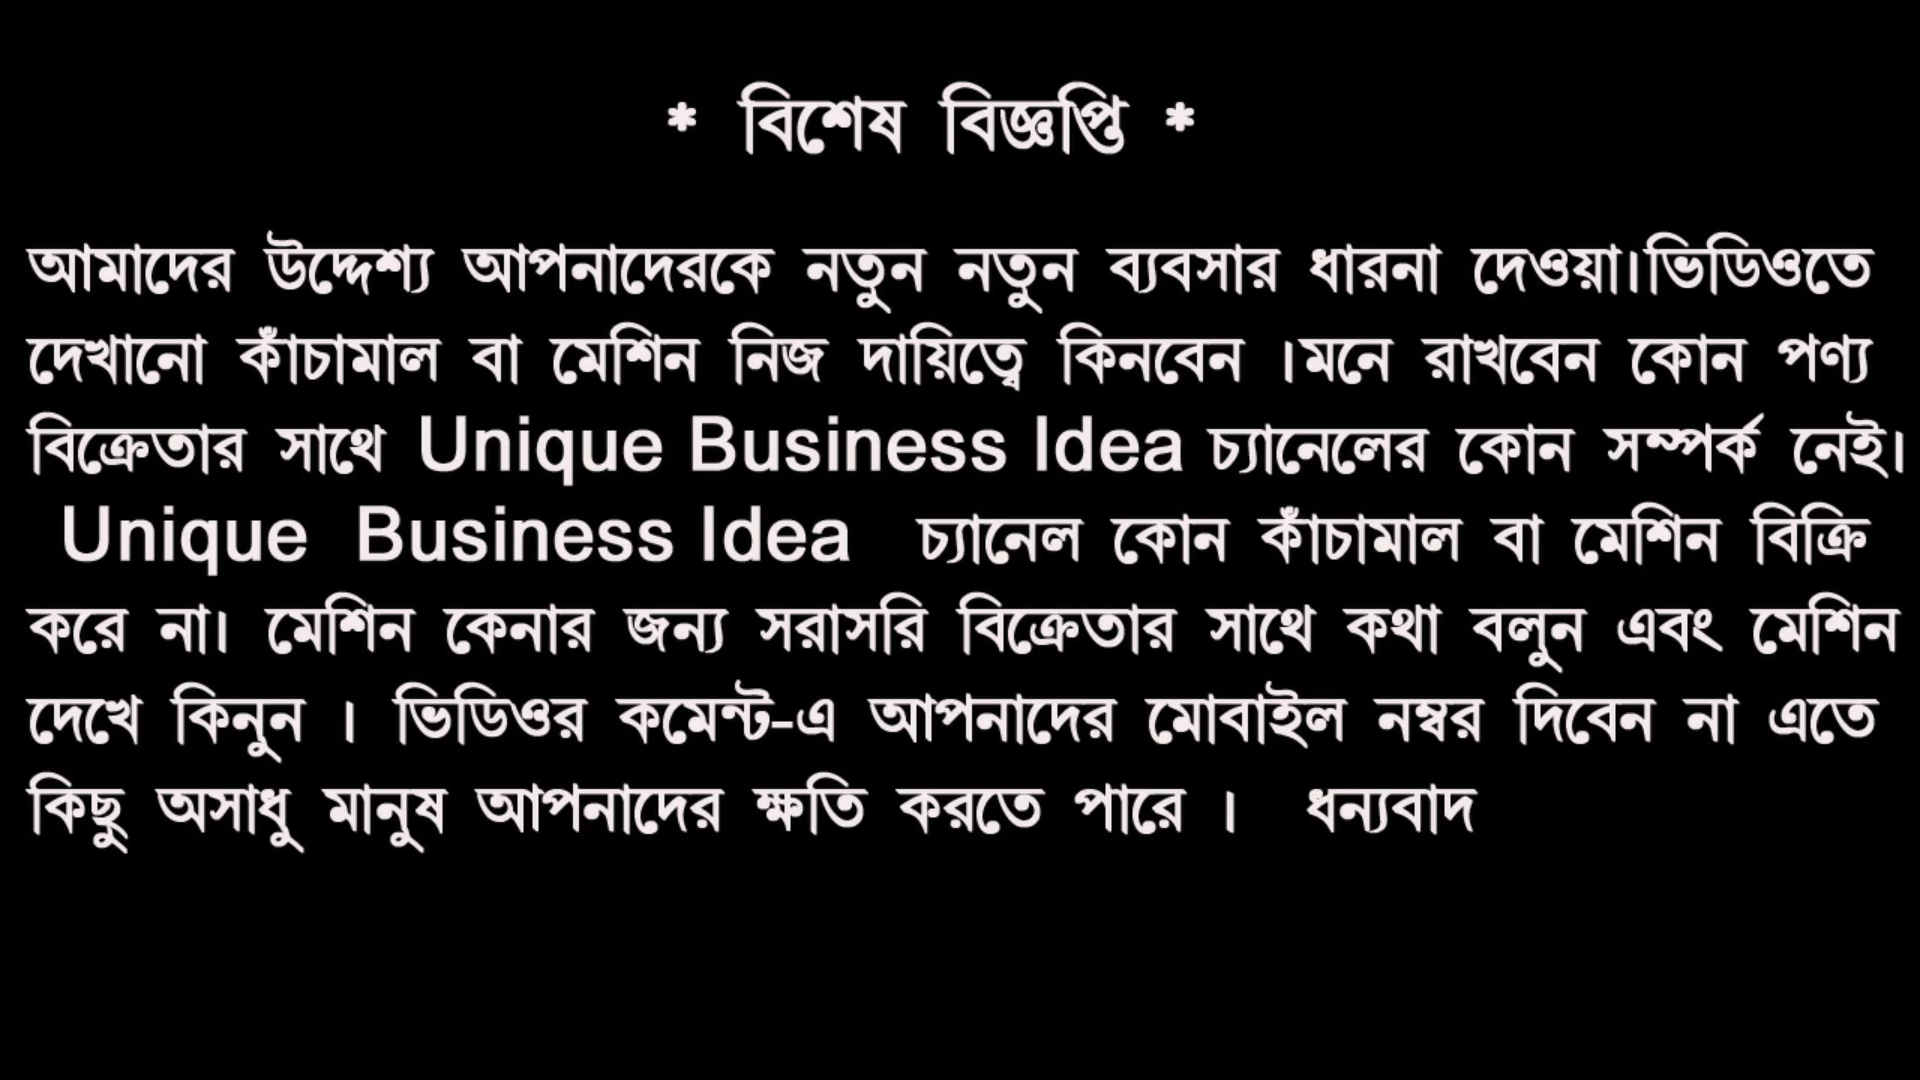 * বিশেষ বিজ্ঞপ্তি *
আমাদের উদ্দেশ্য আপনাদেরকে নতুন নতুন ব্যবসার ধারনা দেওয়া।ভিডিওতে
দেখানো কাঁচামাল বা মেশিন নিজ দায়িত্বে কিনবেন ।মনে রাখবেন কোন পণ্য
বিক্রেতার সাথে Unique Business Idea চ্যানেলের কোন সম্পর্ক নেই।
Unique Business Idea চ্যানেল কোন কাঁচামাল বা মেশিন বিক্রি
করে না। মেশিন কেনার জন্য সরাসরি বিক্রেতার সাথে কথা বলুন এবং মেশিন
দেখে কিনুন । ভিডিওর কমেন্ট-এ আপনাদের মোবাইল নম্বর দিবেন না এতে
কিছু অসাধু মানুষ আপনাদের ক্ষতি করতে পারে । ধন্যবাদ